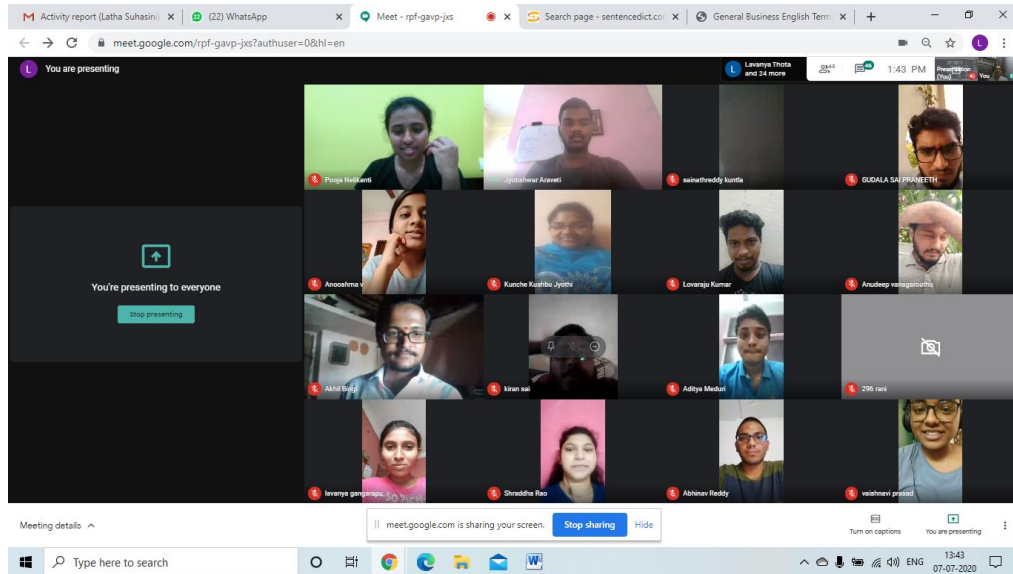 Activity report (Latha Suhasini)
(22) WhatsApp
Meet - rpf-gavp-jxs
Search page - sentencedict.co
General Business English Term
meet.google.com/rpf-gavp-jxs?authuser=0&hl=en
L
L You are presenting
L Lavanya Thota
and 24 more
46
1:43 PM
You
Pooja Nelikanti
Jyotishwar Araveti
sainathreddy kuntla
GUDALA SAI PRANEETH
You're presenting to everyone
Stop presenting
Anooshma v
Kunche Kushbu Jyothi
Lovaraju Kumar
Anudeep vanagarouthu
Akhil Bingi
kiran sai
Aditya Meduri
296 rani
lavanya gangarapu
Shraddha Rao
Abhinav Reddy
vaishnavi prasad
Meeting details
meet.google.com is sharing your screen. Stop sharing Hide
Turn on captions
You are presenting
Type here to search
ENG
13:43
07-07-2020